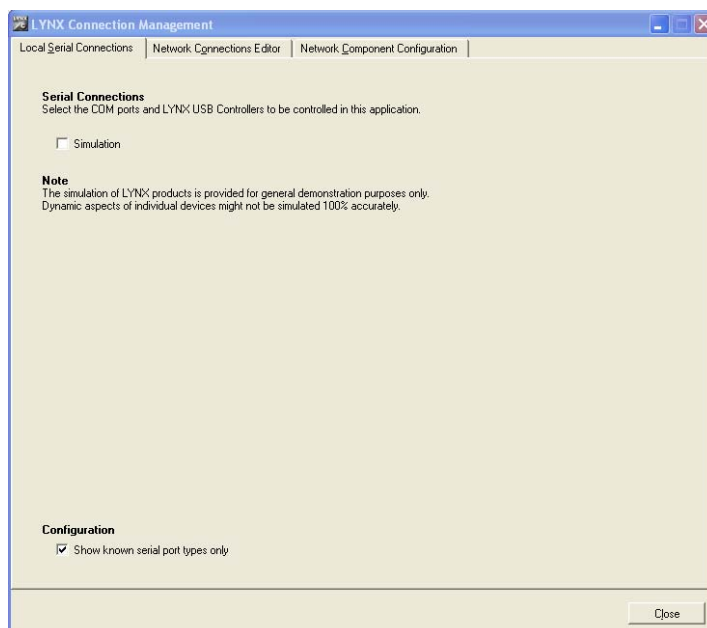 LYNX Connection Management
Local Serial Connections
Network Connections Editor
Network Component Configuration
Serial Connections
Select the COM ports and LYNX USB Controllers to be controlled in this application.
Simulation
Note
The simulation of LYNX products is provided for general demonstration purposes only.
Dynamic aspects of individual devices might not be simulated 100% accurately.
Configuration
Show known serial port types only
Close